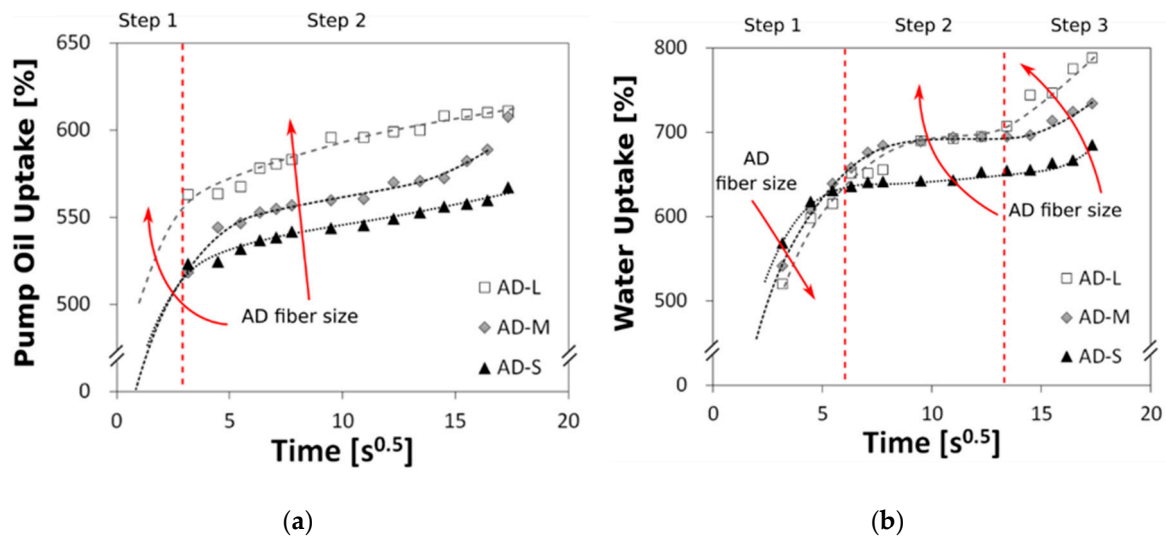 Step 1
Step 2
650
600
550
500
0
Pump Oil Uptake [%]
AD fiber size
AD-L
AD-M
AD-S
0
5
10
15
20
Time [s^0.5]
(a)
Step 1
Step 2
Step 3
800
700
600
500
0
Water Uptake [%]
AD
fiber size
AD fiber size
AD-L
AD-M
AD-S
0
5
10
15
20
Time [s^0.5]
(b)